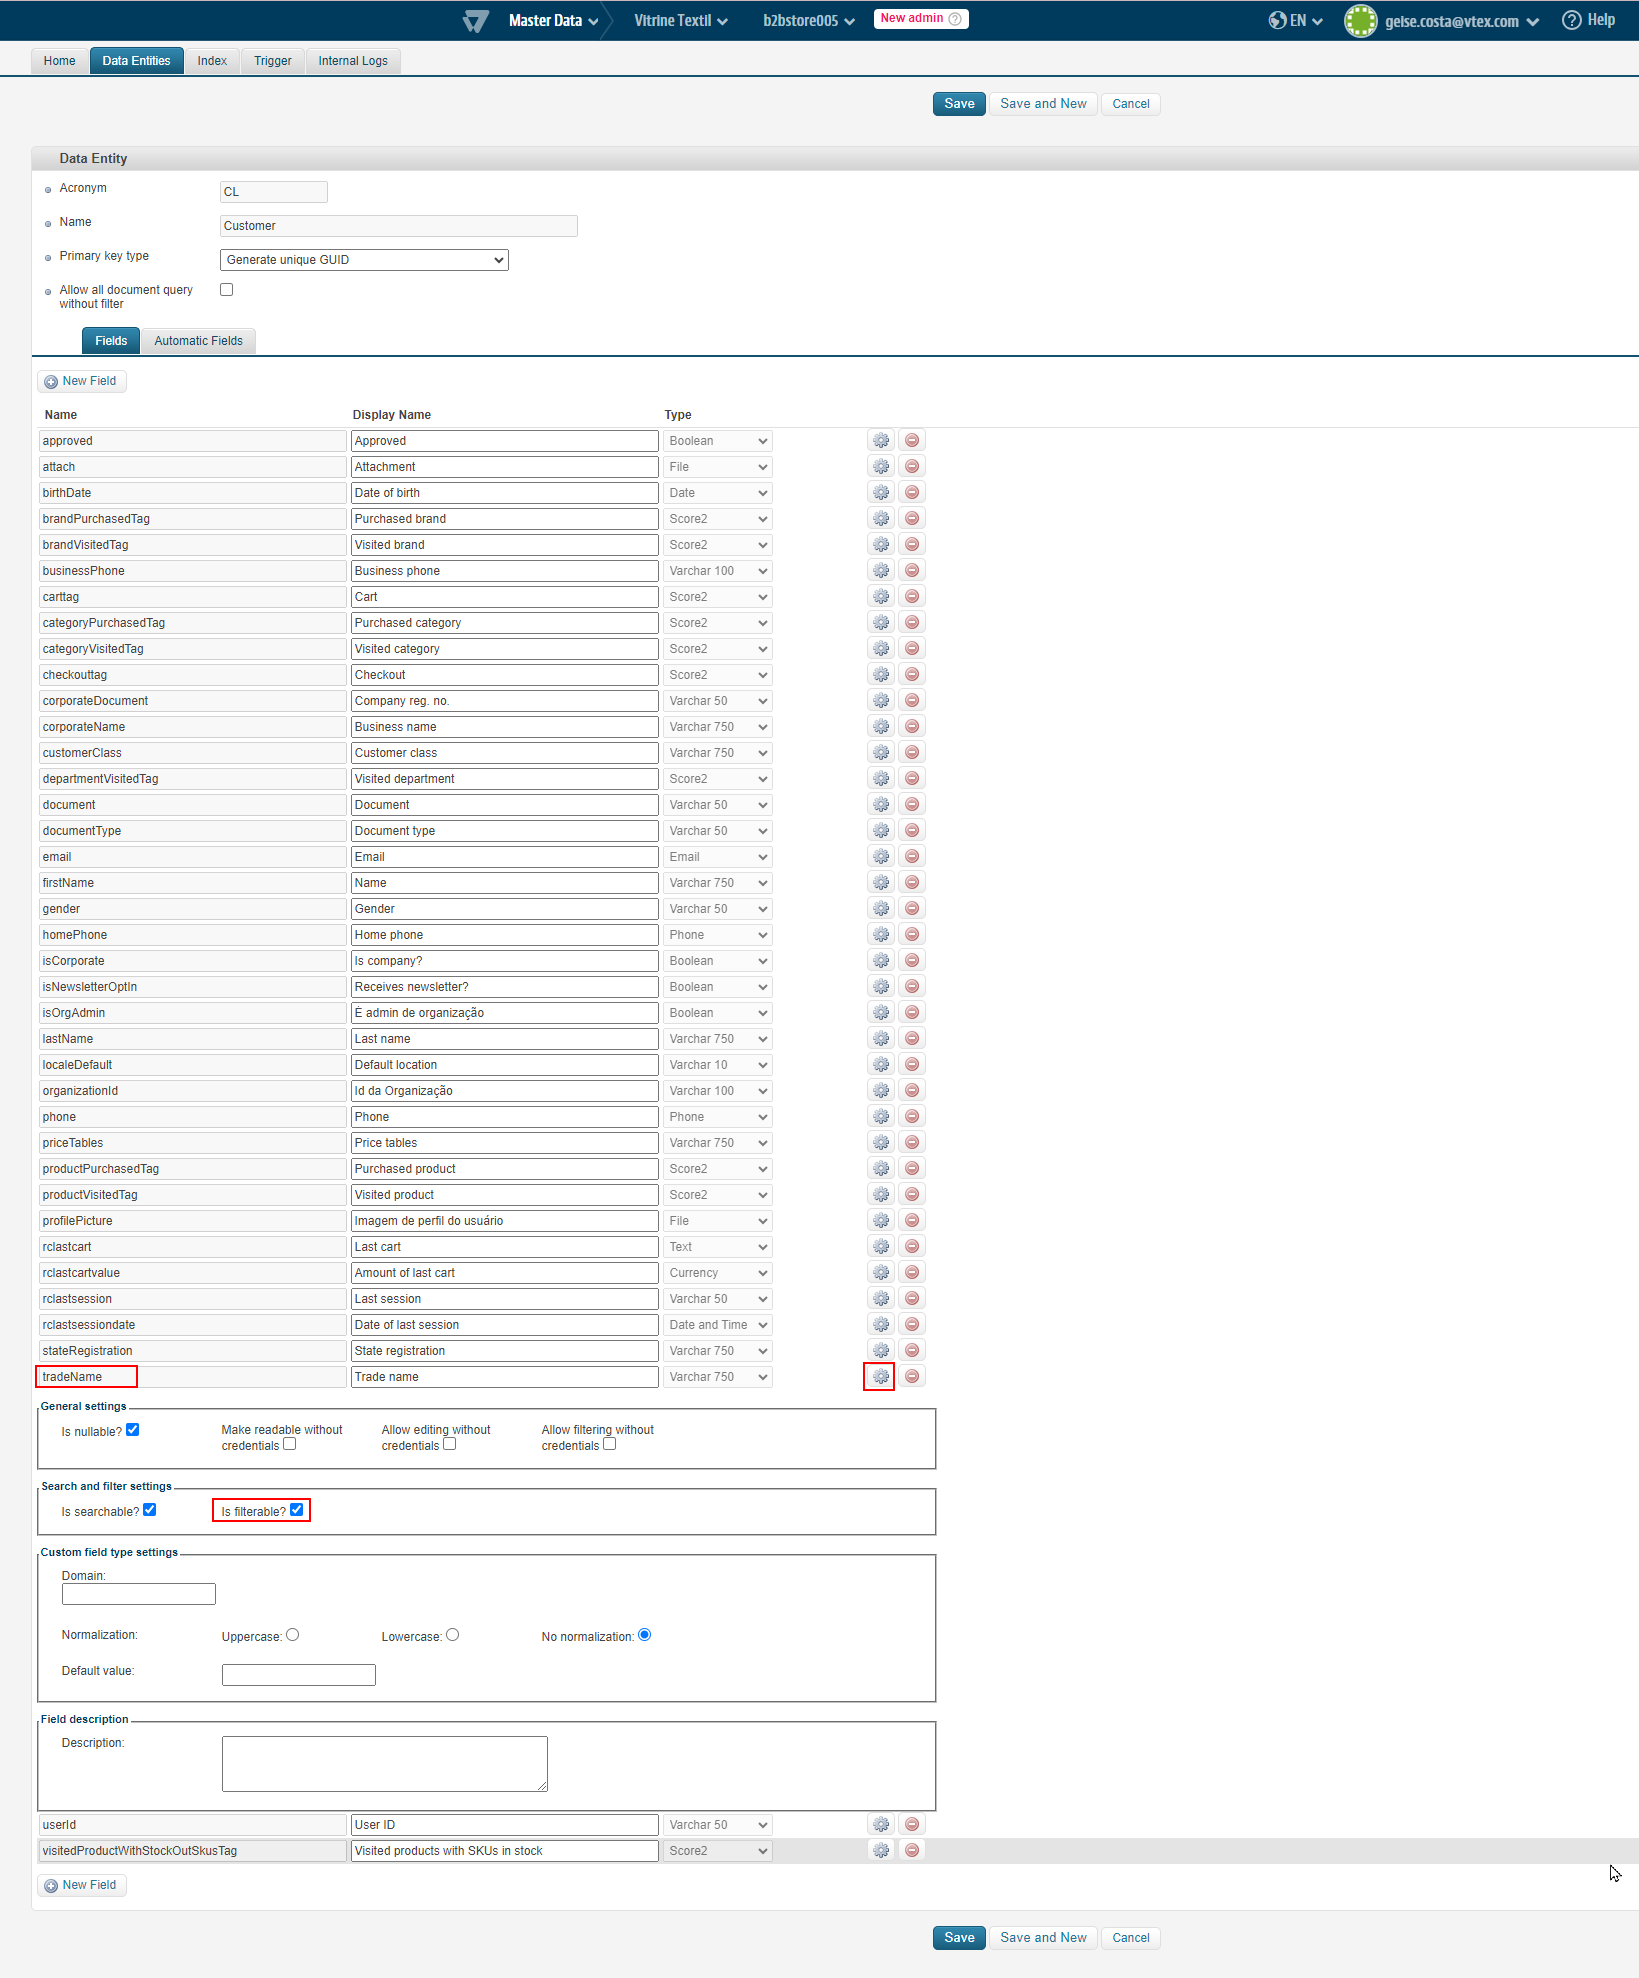 Master Data Vitrine Textil b2bstore005 New admin EN geise.costa@vtex.com Help
Home Data Entities Index Trigger Internal Logs
Save Save and New Cancel
Data Entity
Acronym CL
Name Customer
Primary key type Generate unique GUID
Allow all document query
without filter
Fields Automatic Fields
New Field
Name Display Name Type
approved Approved Boolean
attach Attachment File
birthDate Date of birth Date
brandPurchasedTag Purchased brand Score2
brandVisitedTag Visited brand Score2
businessPhone Business phone Varchar 100
carttag Cart Score2
categoryPurchasedTag Purchased category Score2
categoryVisitedTag Visited category Score2
checkouttag Checkout Score2
corporateDocument Company reg. no. Varchar 50
corporateName Business name Varchar 750
customerClass Customer class Varchar 750
departmentVisitedTag Visited department Score2
document Document Varchar 50
documentType Document type Varchar 50
email Email Email
firstName Name Varchar 750
gender Gender Varchar 50
homePhone Home phone Phone
isCorporate Is company? Boolean
isNewsletterOptIn Receives newsletter? Boolean
isOrgAdmin É admin de organização Boolean
lastName Last name Varchar 750
localeDefault Default location Varchar 10
organizationId Id da Organização Varchar 100
phone Phone Phone
priceTables Price tables Varchar 750
productPurchasedTag Purchased product Score2
productVisitedTag Visited product Score2
profilePicture Imagem de perfil do usuário File
rclastcart Last cart Text
rclastcartvalue Amount of last cart Currency
rclastsession Last session Varchar 50
rclastsessiondate Date of last session Date and Time
stateRegistration State registration Varchar 750
tradeName Trade name Varchar 750
General settings
Is nullable? Make readable without Allow editing without Allow filtering without
credentials credentials credentials
Search and filter settings
Is searchable? Is filterable?
Custom field type settings
Domain:
Normalization: Uppercase: Lowercase: No normalization:
Default value:
Field description
Description:
userId User ID Varchar 50
visitedProductWithStockOutSkusTag Visited products with SKUs in stock Score2
New Field
Save Save and New Cancel